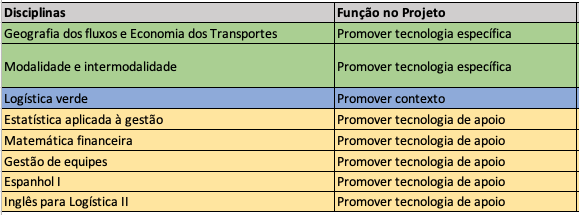 Disciplinas Função no Projeto
Geografia dos fluxos e Economia dos Transportes Promover tecnologia específica
Modalidade e intermodalidade Promover tecnologia específica
Logística verde Promover contexto
Estatística aplicada à gestão Promover tecnologia de apoio
Matemática financeira Promover tecnologia de apoio
Gestão de equipes Promover tecnologia de apoio
Espanhol I Promover tecnologia de apoio
Inglês para Logística II Promover tecnologia de apoio